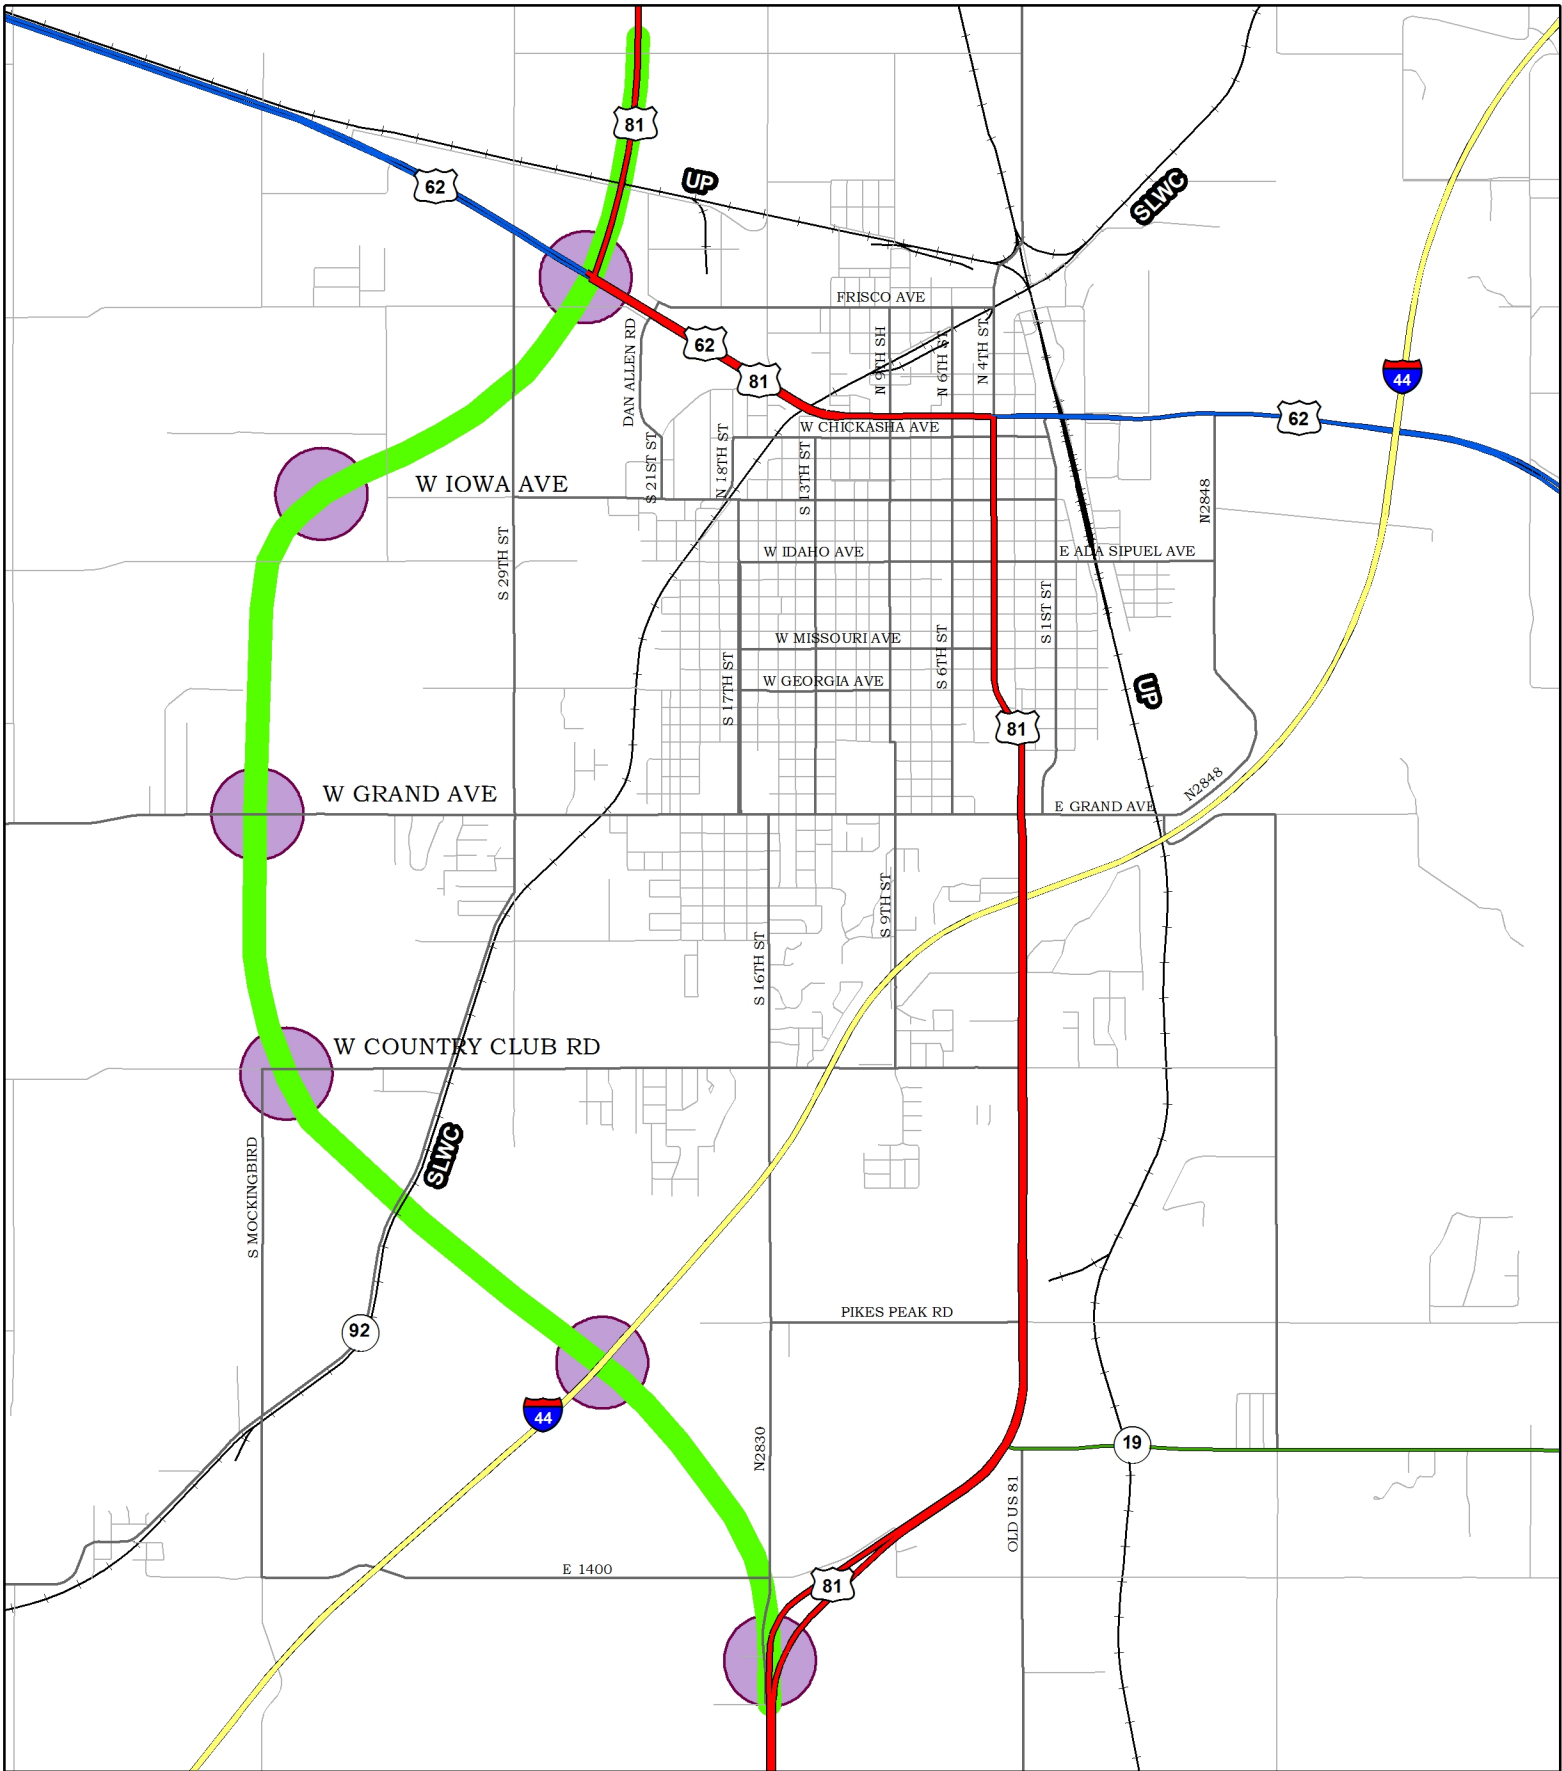 81
62
UP
SLWC
FRISCO AVE
DAN ALLEN RD
62
N 9TH SH
N 6TH ST
N 4TH ST
44
81
62
W CHICKASHA AVE
W IOWA AVE
S 21ST ST
N 18TH ST
S 13TH ST
N2848
S 29TH ST
W IDAHO AVE
E ADA SIPUEL AVE
S 1ST ST
W MISSOURI AVE
S 17TH ST
W GEORGIA AVE
S 6TH ST
UP
81
W GRAND AVE
E GRAND AVE
N2848
S 9TH ST
S 16TH ST
W COUNTRY CLUB RD
SLWC
S MOCKINGBIRD
PIKES PEAK RD
92
44
N2830
19
OLD US 81
E 1400
81